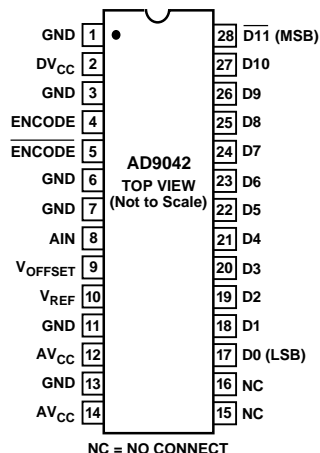 GND 1
DVCC 2
GND 3
ENCODE 4
ENCODE 5
GND 6
GND 7
AIN 8
VOFFSET 9
VREF 10
GND 11
AVCC 12
GND 13
AVCC 14
AD9042
TOP VIEW
(Not to Scale)
28 D11 (MSB)
27 D10
26 D9
25 D8
24 D7
23 D6
22 D5
21 D4
20 D3
19 D2
18 D1
17 D0 (LSB)
16 NC
15 NC
NC = NO CONNECT